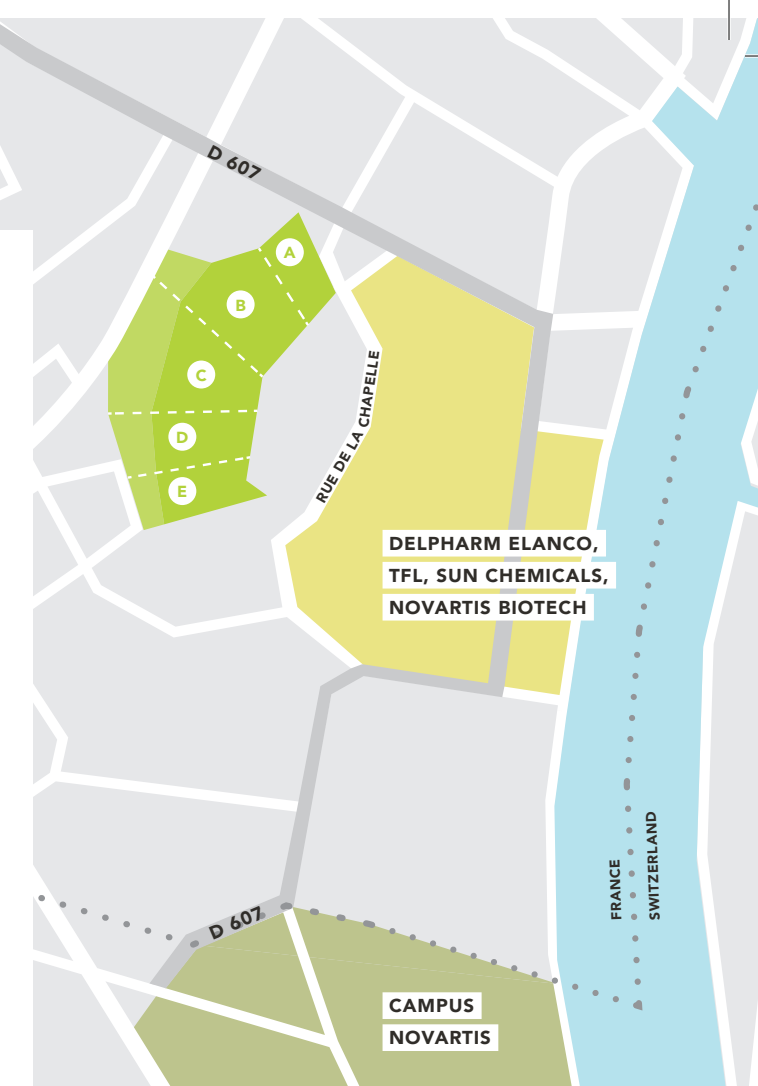 D 607
A
B
C
D
E
RUE DE LA CHAPELLE
DELPHARM ELANCO,
TFL, SUN CHEMICALS,
NOVARTIS BIOTECH
FRANCE
SWITZERLAND
D 607
CAMPUS
NOVARTIS